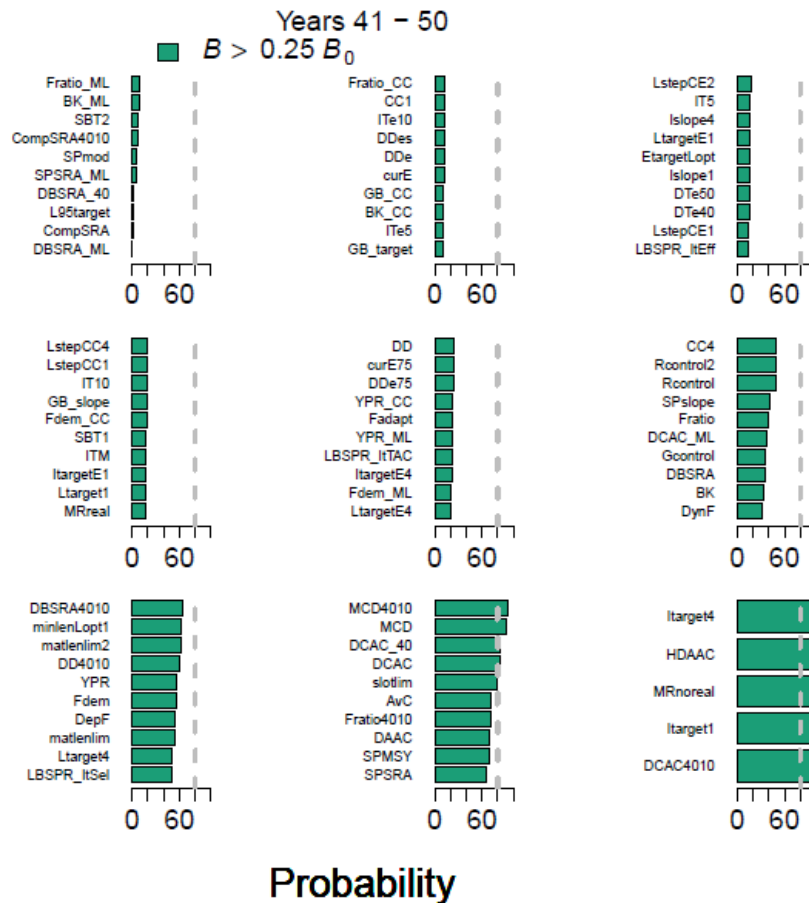 Years 41 − 50
B > 0.25 B₀
Fratio_ML
BK_ML
SBT2
CompSRA4010
SPmod
SPSRA_ML
DBSRA_40
L95target
CompSRA
DBSRA_ML
0 60
Fratio_CC
CC1
ITe10
DDes
DDe
curE
GB_CC
BK_CC
ITe5
GB_target
0 60
LstepCE2
IT5
Islope4
LtargetE1
EtargetLopt
Islope1
DTe50
DTe40
LstepCE1
LBSPR_ItEff
0 60
LstepCC4
LstepCC1
IT10
GB_slope
Fdem_CC
SBT1
ITM
ItargetE1
Ltarget1
MRreal
0 60
DD
curE75
DDe75
YPR_CC
Fadapt
YPR_ML
LBSPR_ItTAC
ItargetE4
Fdem_ML
LtargetE4
0 60
CC4
Rcontrol2
Rcontrol
SPslope
Fratio
DCAC_ML
Gcontrol
DBSRA
BK
DynF
0 60
DBSRA4010
minlenLopt1
matlenlim2
DD4010
YPR
Fdem
DepF
matlenlim
Ltarget4
LBSPR_ItSel
0 60
MCD4010
MCD
DCAC_40
DCAC
slotlim
AvC
Fratio4010
DAAC
SPMSY
SPSRA
0 60
Itarget4
HDAAC
MRnoreal
Itarget1
DCAC4010
0 60
Probability